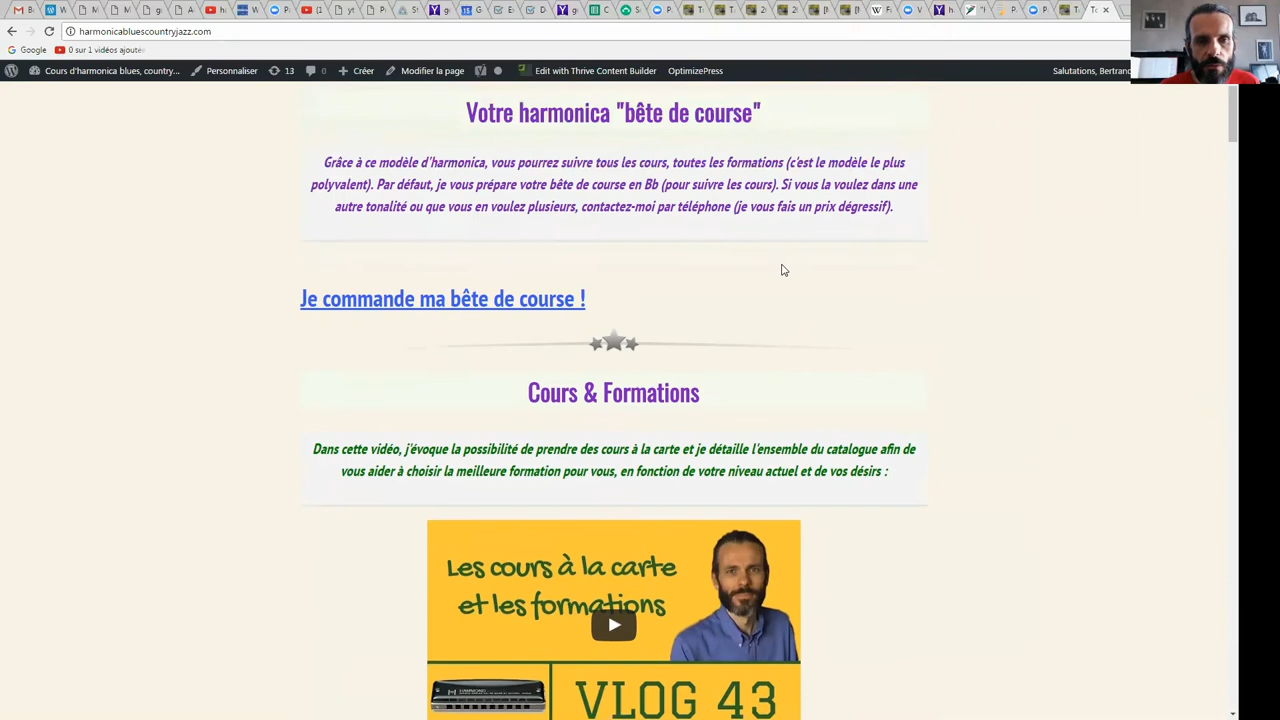 harmonicabluescountryjazz.com
Google
0 sur 1 vidéos ajouté
Cours d'harmonica blues, country...
Personnaliser
13
0
Créer
Modifier la page
Edit with Thrive Content Builder
OptimizePress
Salutations, Bertran
Votre harmonica "bête de course"
Grâce à ce modèle d'harmonica, vous pourrez suivre tous les cours, toutes les formations (c'est le modèle le plus
polyvalent). Par défaut, je vous prépare votre bête de course en Bb (pour suivre les cours). Si vous la voulez dans une
autre tonalité ou que vous en voulez plusieurs, contactez-moi par téléphone (je vous fais un prix dégressif).
Je commande ma bête de course !
Cours & Formations
Dans cette vidéo, j'évoque la possibilité de prendre des cours à la carte et je détaille l'ensemble du catalogue afin de
vous aider à choisir la meilleure formation pour vous, en fonction de votre niveau actuel et de vos désirs :
Les cours à la carte
et les formations
VLOG 43